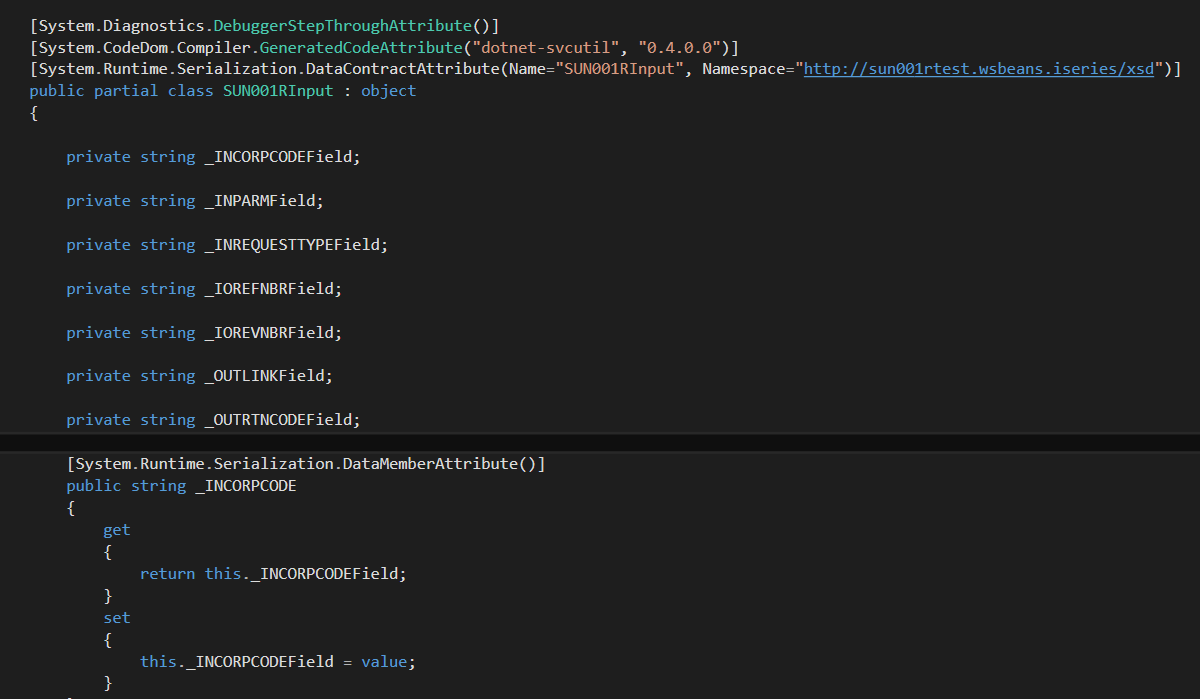 [System.Diagnostics.DebuggerStepThroughAttribute()]
[System.CodeDom.Compiler.GeneratedCodeAttribute("dotnet-svcutil", "0.4.0.0")]
[System.Runtime.Serialization.DataContractAttribute(Name="SUN001RInput", Namespace="http://sun001rtest.wsbeans.iseries/xsd")]
public partial class SUN001RInput : object
{
private string _INCORPCODEField;
private string _INPARMField;
private string _INREQUESTTYPEField;
private string _IOREFNBRField;
private string _IOREVNBRField;
private string _OUTLINKField;
private string _OUTRTNCODEField;
[System.Runtime.Serialization.DataMemberAttribute()]
public string _INCORPCODE
{
get
{
return this._INCORPCODEField;
}
set
{
this._INCORPCODEField = value;
}